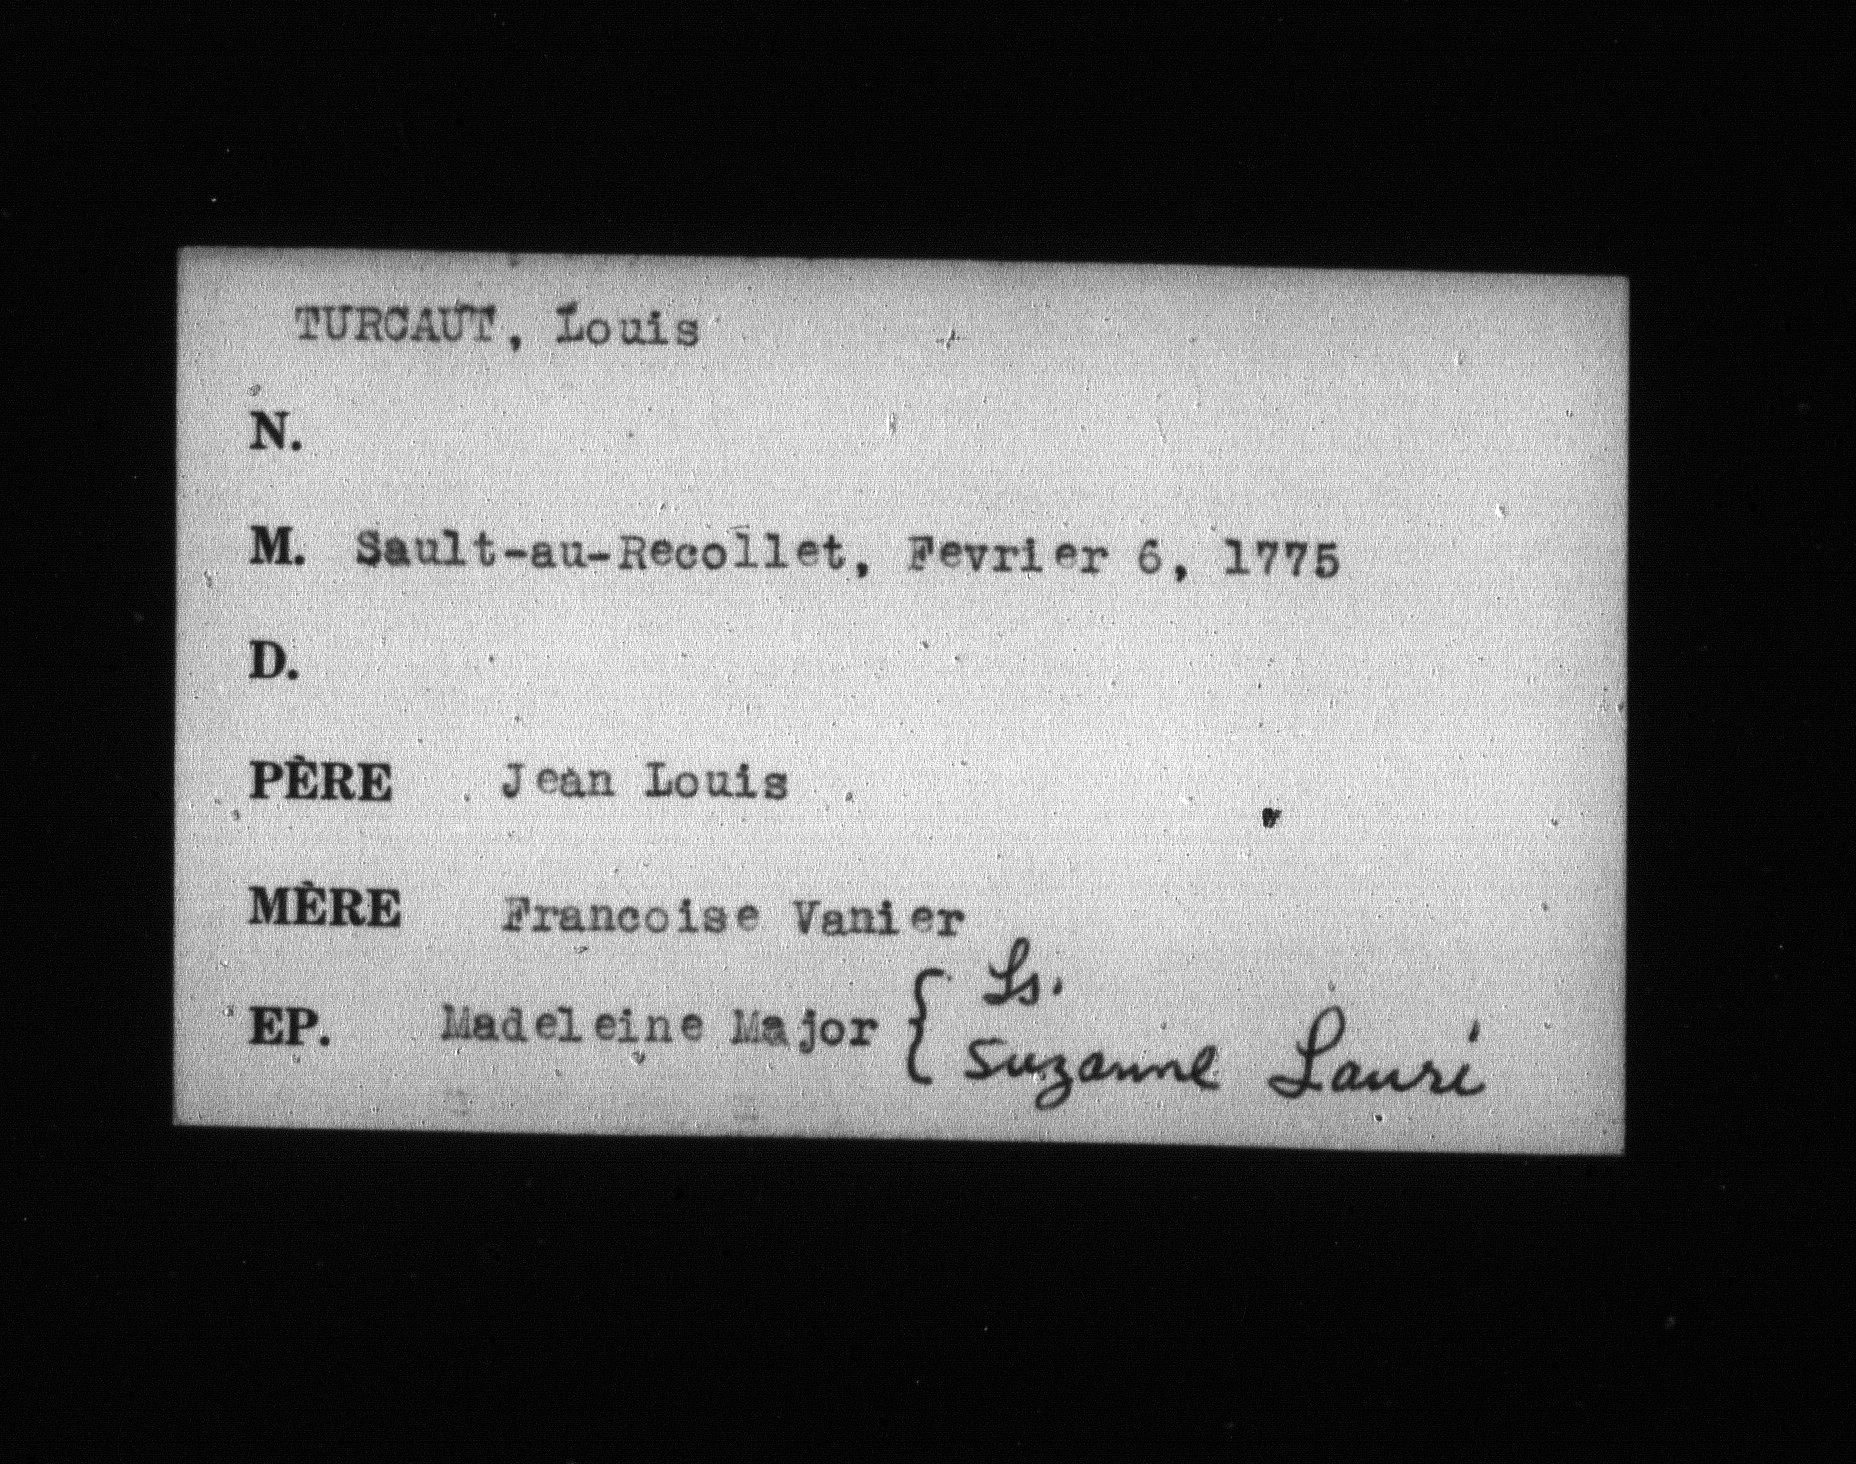 TURCAUT, Louis
N.
M. Sault-au-Recollet, Fevrier 6, 1775
D.
PÈRE Jean Louis
MÈRE Francoise Vanier
EP. Madeleine Major { Ls.
Suzanne Lauri